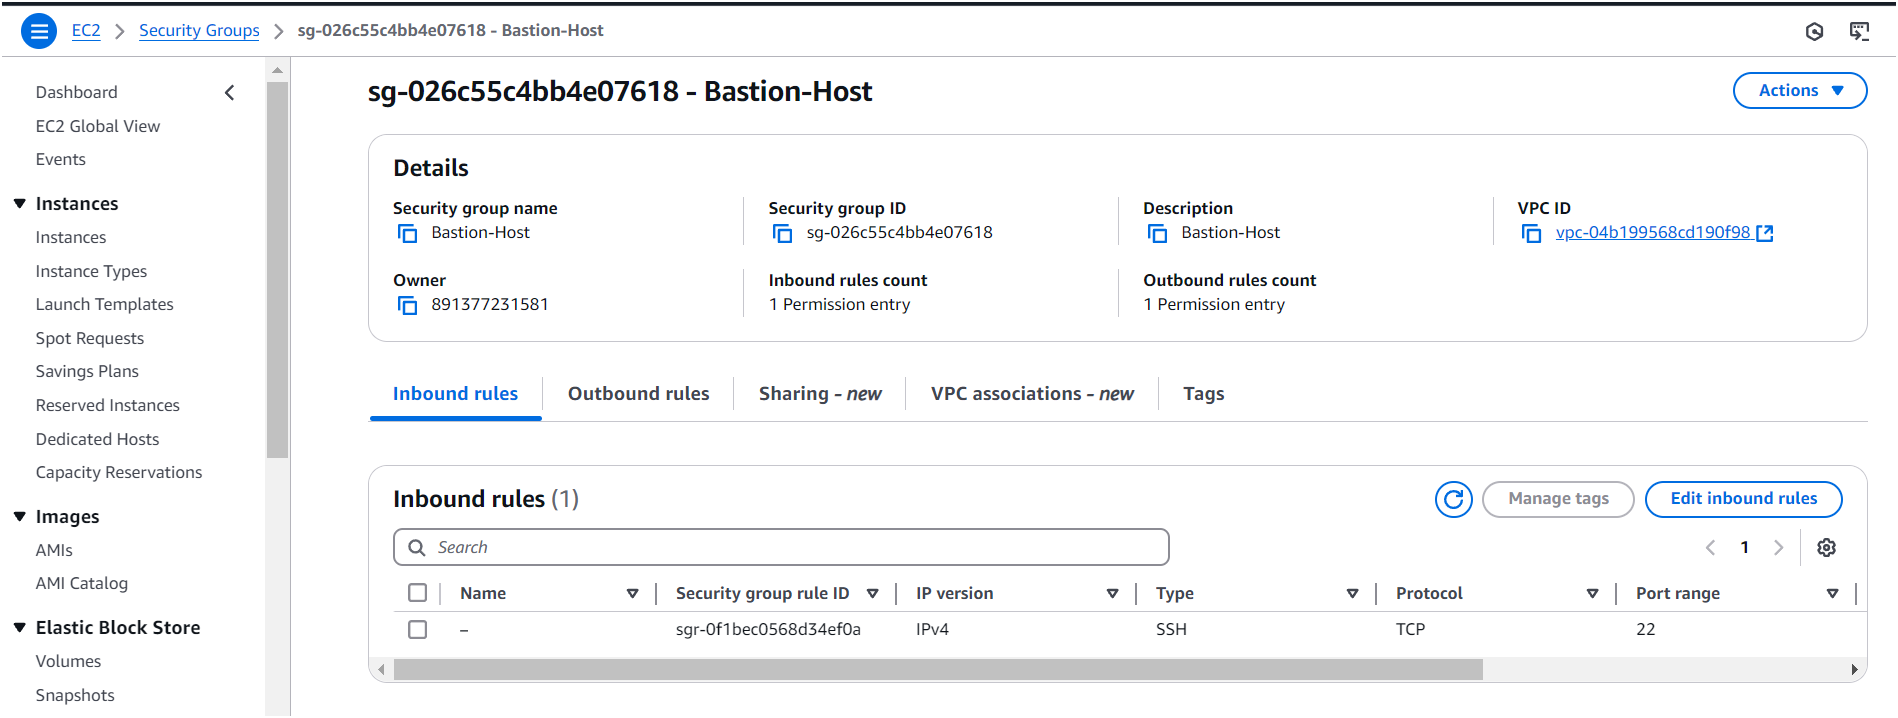 EC2 > Security Groups > sg-026c55c4bb4e07618 - Bastion-Host
Dashboard
EC2 Global View
Events
Instances
Instances
Instance Types
Launch Templates
Spot Requests
Savings Plans
Reserved Instances
Dedicated Hosts
Capacity Reservations
Images
AMIs
AMI Catalog
Elastic Block Store
Volumes
Snapshots
sg-026c55c4bb4e07618 - Bastion-Host
Actions
Details
Security group name
Bastion-Host
Security group ID
sg-026c55c4bb4e07618
Description
Bastion-Host
VPC ID
vpc-04b199568cd190f98
Owner
891377231581
Inbound rules count
1 Permission entry
Outbound rules count
1 Permission entry
Inbound rules Outbound rules Sharing - new VPC associations - new Tags
Inbound rules (1)
Manage tags Edit inbound rules
Search
1
Name Security group rule ID IP version Type Protocol Port range
– sgr-0f1bec0568d34ef0a IPv4 SSH TCP 22